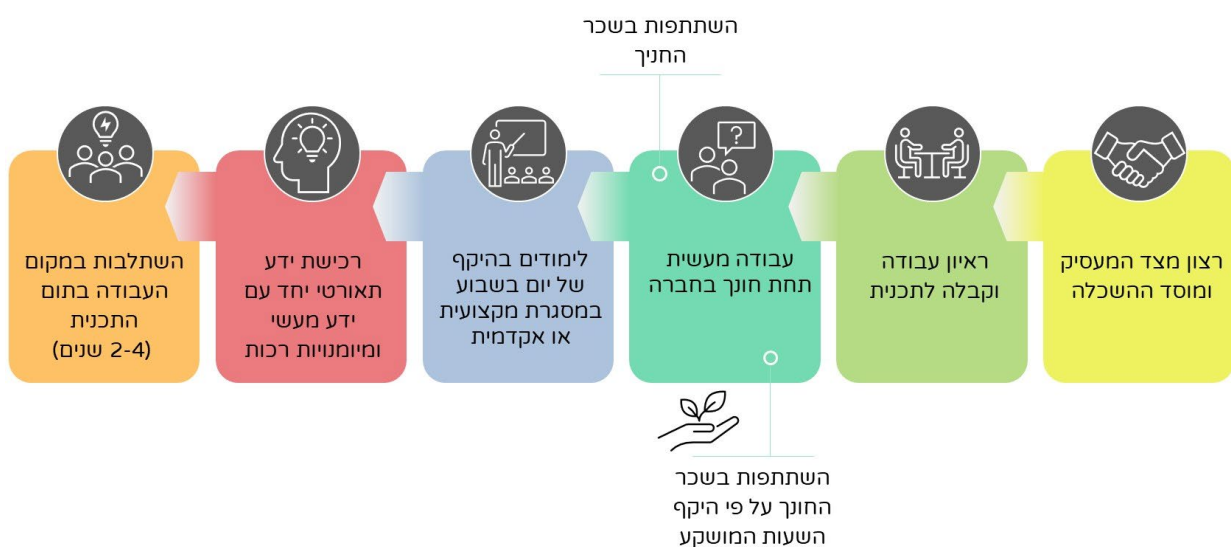 השתתפות בשכר
החניך
רצון מצד המעסיק
ומוסד ההשכלה
ראיון עבודה
וקבלה לתכנית
עבודה מעשית
תחת חונך בחברה
לימודים בהיקף
של יום בשבוע
במסגרת מקצועית
או אקדמית
רכישת ידע
תאורטי יחד עם
ידע מעשי
ומיומנויות רכות
השתלבות במקום
העבודה בתום
התכנית
(2-4 שנים)
השתתפות בשכר
החונך על פי היקף
השעות המושקע